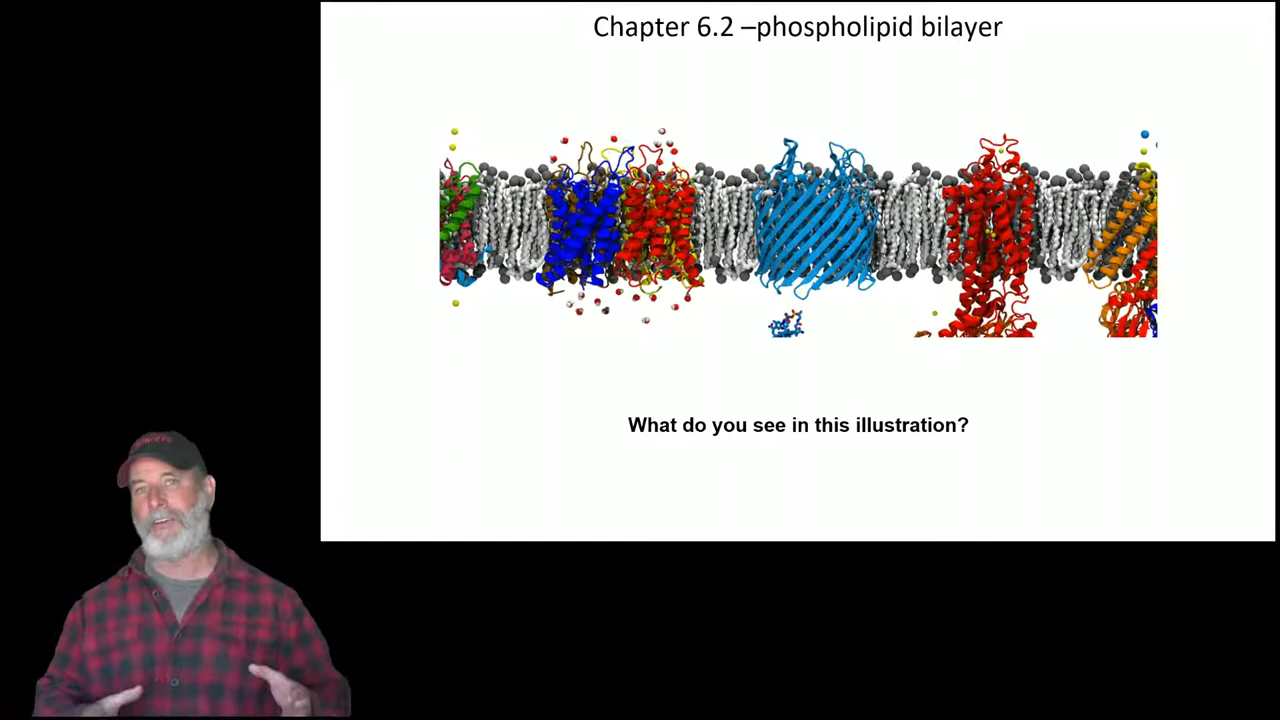 Chapter 6.2 –phospholipid bilayer
What do you see in this illustration?